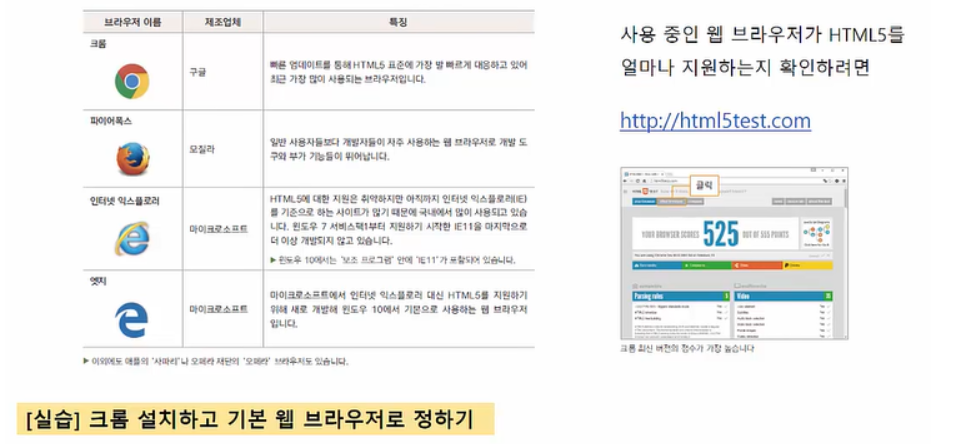 브라우저 이름 제조업체 특징
크롬
구글
빠른 업데이트를 통해 HTML5 표준에 가장 발 빠르게 대응하고 있어
최근 가장 많이 사용되는 브라우저입니다.
파이어폭스
모질라
일반 사용자들보다 개발자들이 자주 사용하는 웹 브라우저로 개발 도
구와 부가 기능들이 뛰어납니다.
인터넷 익스플로러
마이크로소프트
HTML5에 대한 지원은 취약하지만 아직까지 인터넷 익스플로러(IE)
를 기준으로 하는 사이트가 많기 때문에 국내에서 많이 사용되고 있습
니다. 윈도우 7 서비스팩1부터 지원하기 시작한 IE11을 마지막으로
더 이상 개발되지 않고 있습니다.
▶ 윈도우 10에서는 '보조 프로그램' 안에 'IE11'가 포함되어 있습니다.
엣지
마이크로소프트
마이크로소프트에서 인터넷 익스플로러 대신 HTML5를 지원하기
위해 새로 개발해 윈도우 10에서 기본으로 사용하는 웹 브라우저
입니다.
▶ 이외에도 애플의 '사파리'나 오페라 재단의 '오페라' 브라우저도 있습니다.
사용 중인 웹 브라우저가 HTML5를
얼마나 지원하는지 확인하려면
http://html5test.com
클릭
YOUR BROWSER SCORES 525 OUT OF 555 POINTS
Parsing rules
Video
크롬 최신 버전의 점수가 가장 높습니다
[실습] 크롬 설치하고 기본 웹 브라우저로 정하기